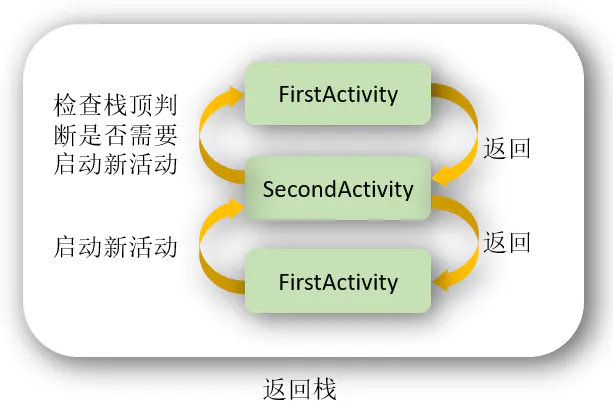 FirstActivity
检查栈顶判
断是否需要
启动新活动
返回
SecondActivity
启动新活动
返回
FirstActivity
返回栈